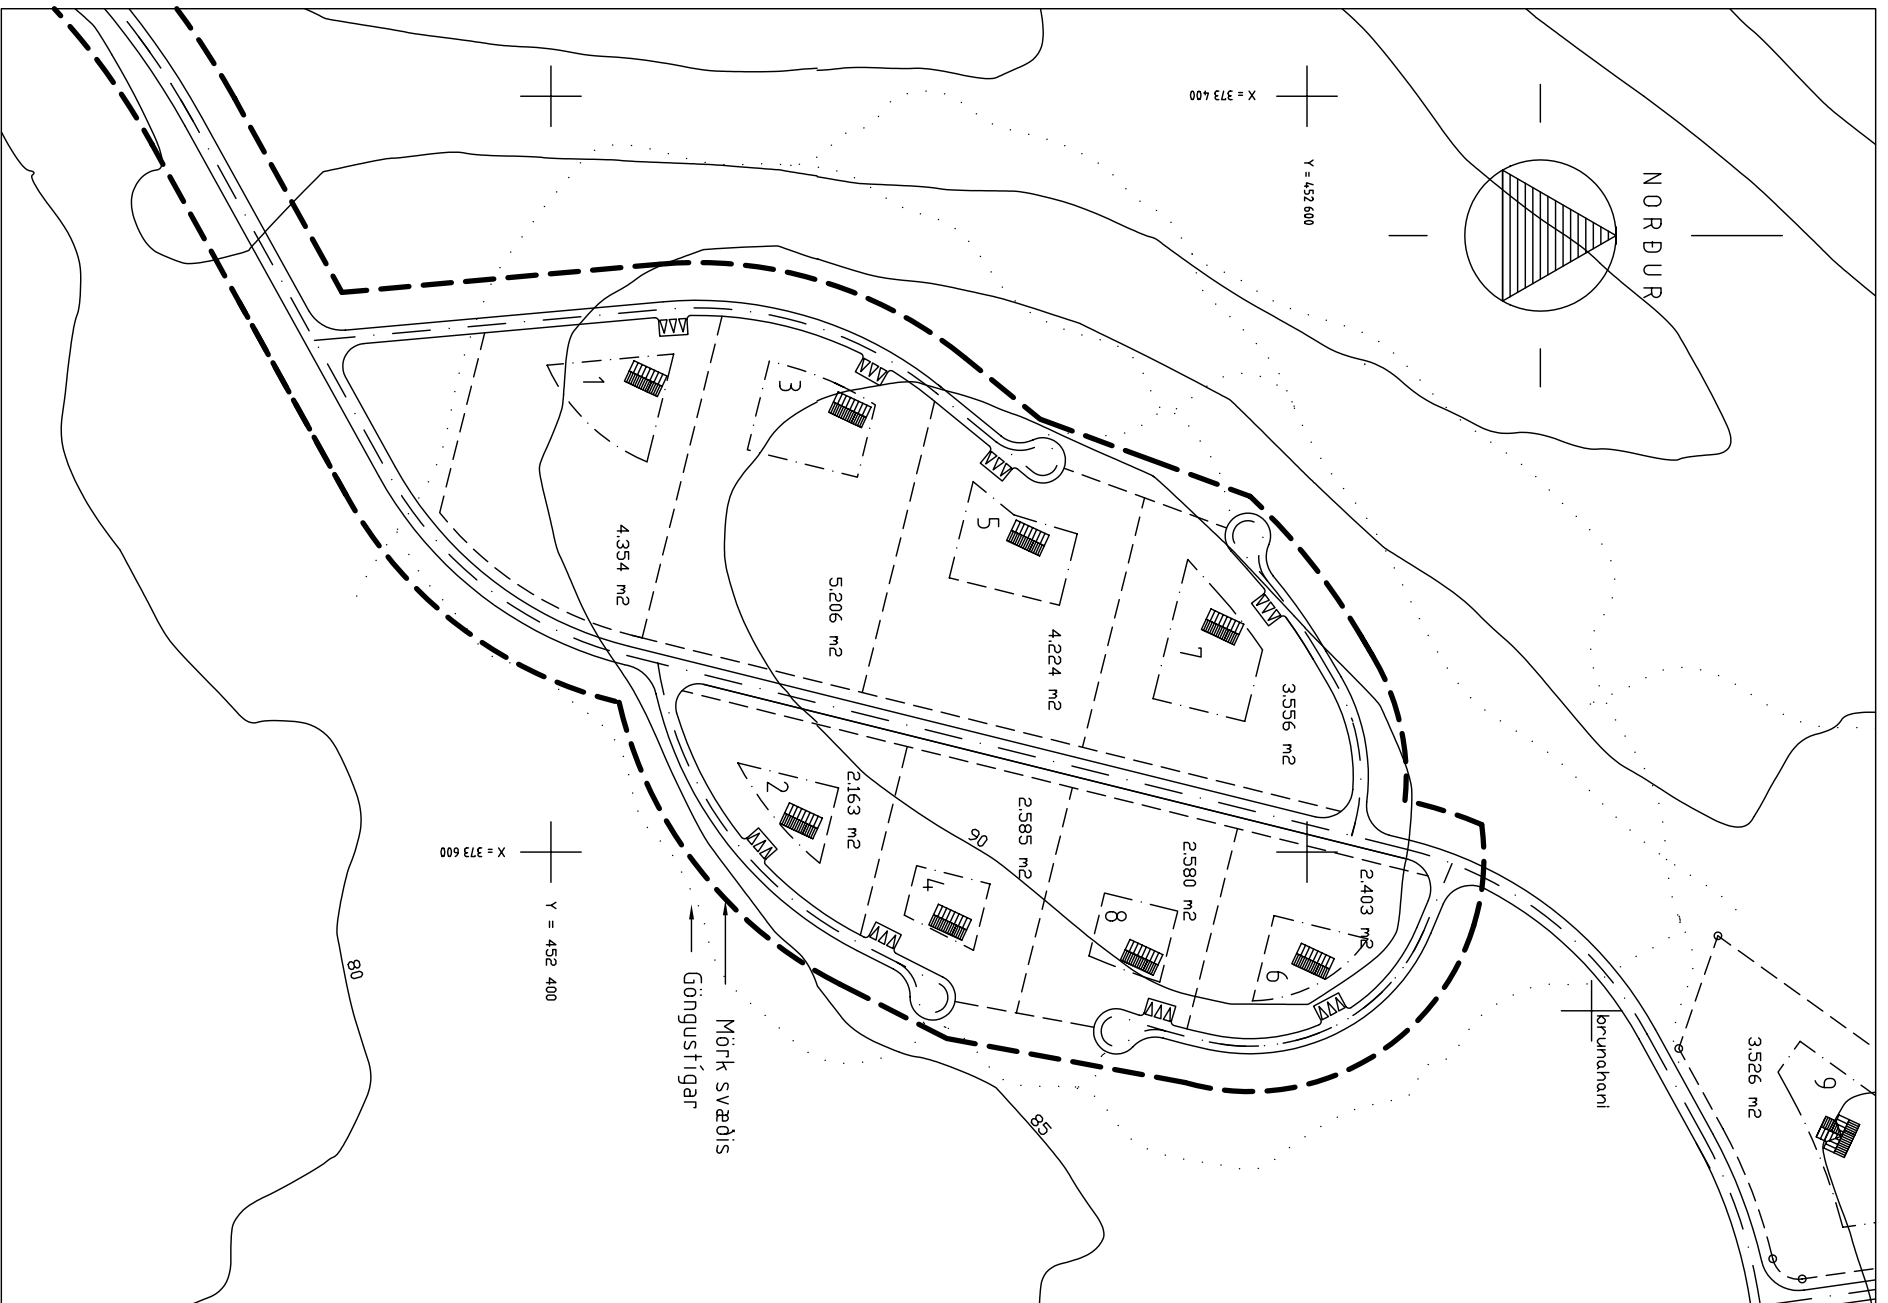 X = 373 400
Y = 452 600
NORÐUR
1
3
5
7
4.354 m2
5.206 m2
4.224 m2
3.556 m2
2
2.163 m2
4
2.585 m2
90
8
2.580 m2
6
2.403 m2
X = 373 600
Y = 452 400
Mörk svæðis
Göngustígar
80
85
brunahani
3.526 m2
9